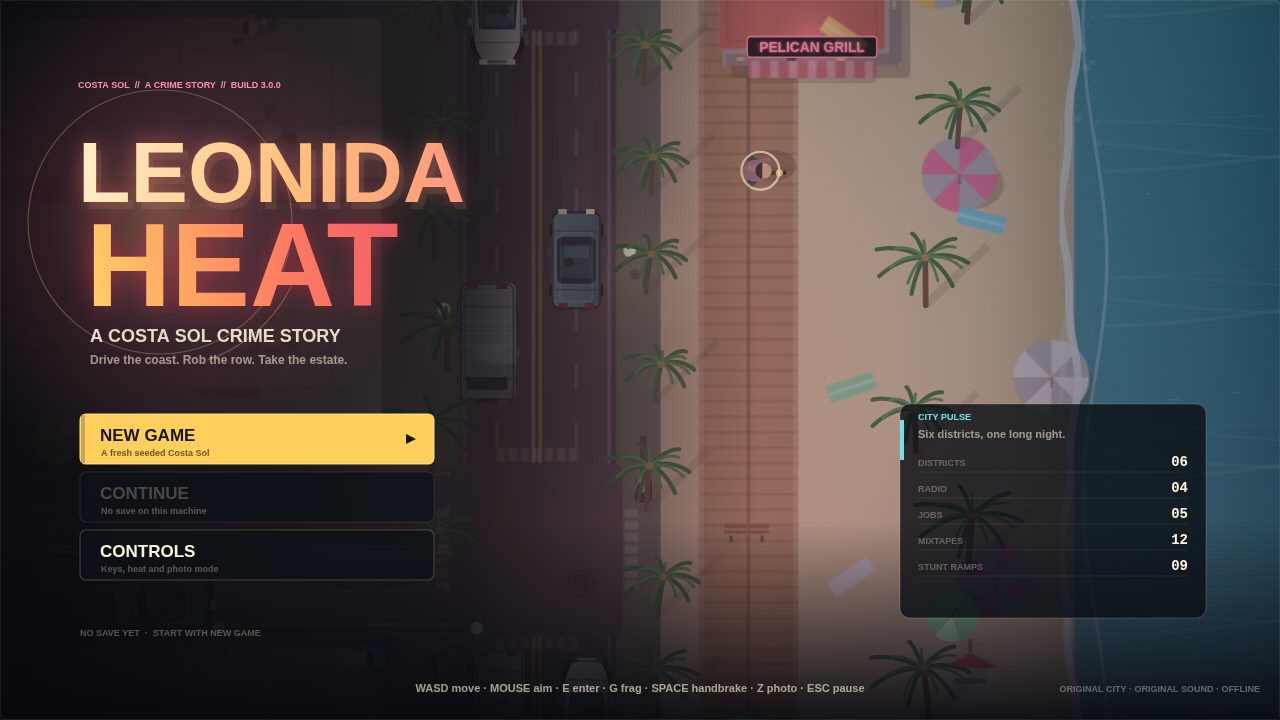 PELICAN GRILL
COSTA SOL // A CRIME STORY // BUILD 3.0.0
LEONIDA
HEAT
A COSTA SOL CRIME STORY
Drive the coast. Rob the row. Take the estate.
NEW GAME
A fresh seeded Costa Sol
CONTINUE
No save on this machine
CONTROLS
Keys, heat and photo mode
NO SAVE YET · START WITH NEW GAME
CITY PULSE
Six districts, one long night.
DISTRICTS 06
RADIO 04
JOBS 05
MIXTAPES 12
STUNT RAMPS 09
WASD move · MOUSE aim · E enter · G frag · SPACE handbrake · Z photo · ESC pause
ORIGINAL CITY · ORIGINAL SOUND · OFFLINE